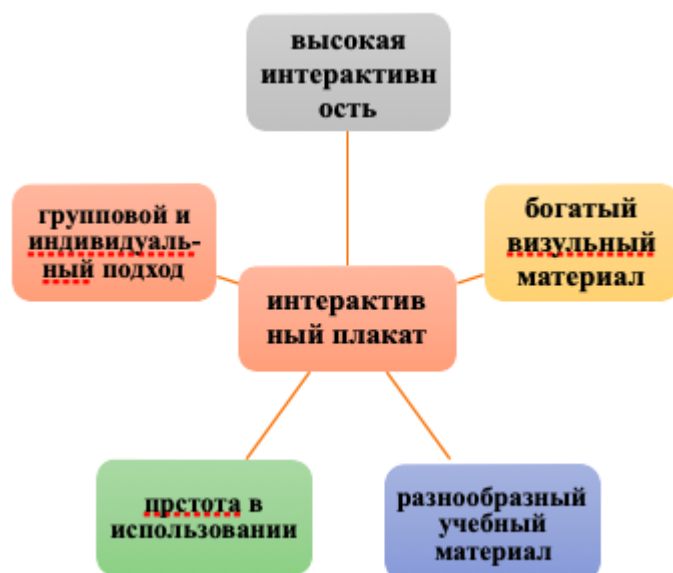 высокая
интерактивн
ость
групповой и
индивидуаль-
ный подход
богатый
визульный
материал
интерактив
ный плакат
прстота в
использовании
разнообразный
учебный
материал